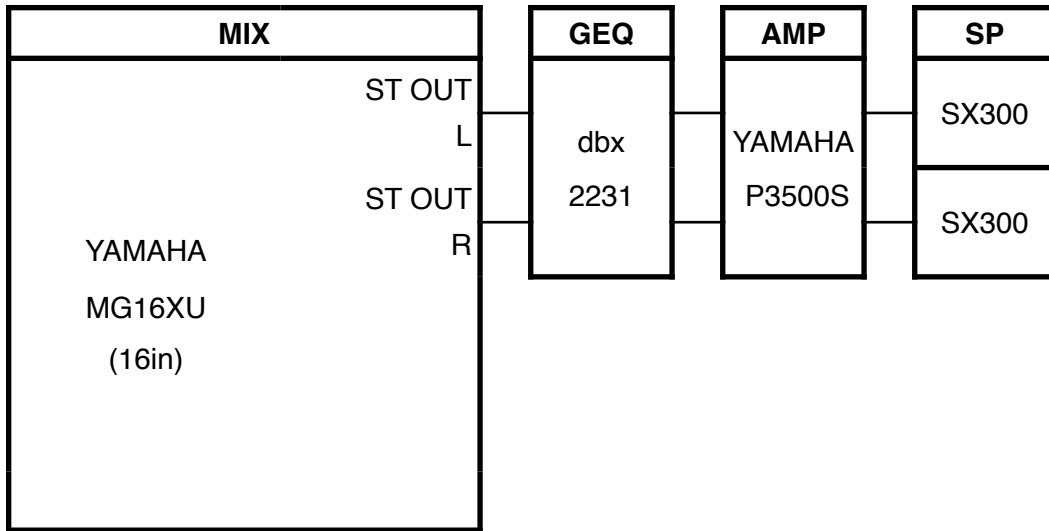 MIX
GEQ
AMP
SP
ST OUT
L
ST OUT
R
YAMAHA
MG16XU
(16in)
dbx
2231
YAMAHA
P3500S
SX300
SX300